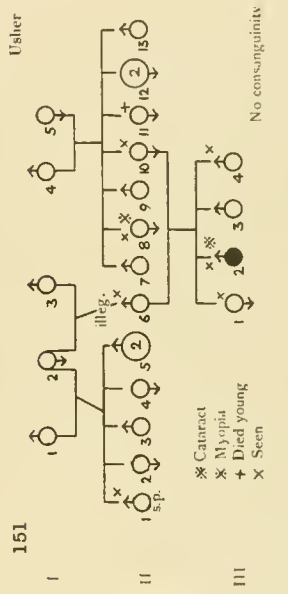 151
Usher
I
1 2 3 4 5
illeg.
2 2
II
1 2 3 4 5 6 7 8 9 10 11 12 13
s.p.
III
1 2 3 4
※ Cataract
※ Myopia
+ Died young
× Seen
No consanguinity